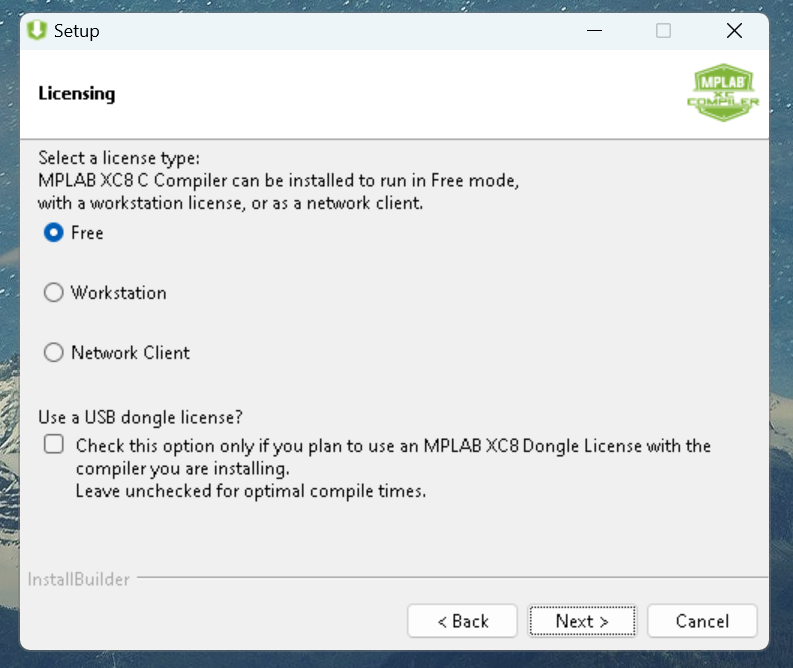 Setup
Licensing
MPLAB
XC
COMPILER
Select a license type:
MPLAB XC8 C Compiler can be installed to run in Free mode,
with a workstation license, or as a network client.
Free
Workstation
Network Client
Use a USB dongle license?
Check this option only if you plan to use an MPLAB XC8 Dongle License with the
compiler you are installing.
Leave unchecked for optimal compile times.
InstallBuilder
< Back
Next >
Cancel